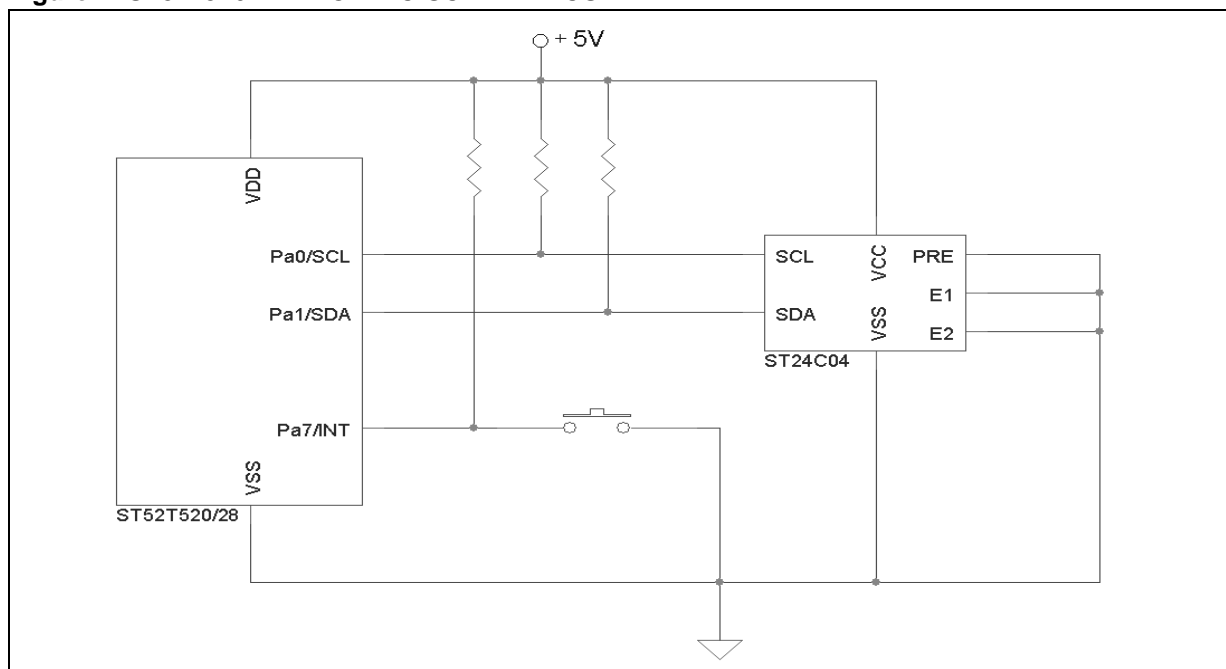 + 5V
VDD
Pa0/SCL
Pa1/SDA
Pa7/INT
VSS
ST52T520/28
SCL
SDA
VCC
VSS
PRE
E1
E2
ST24C04